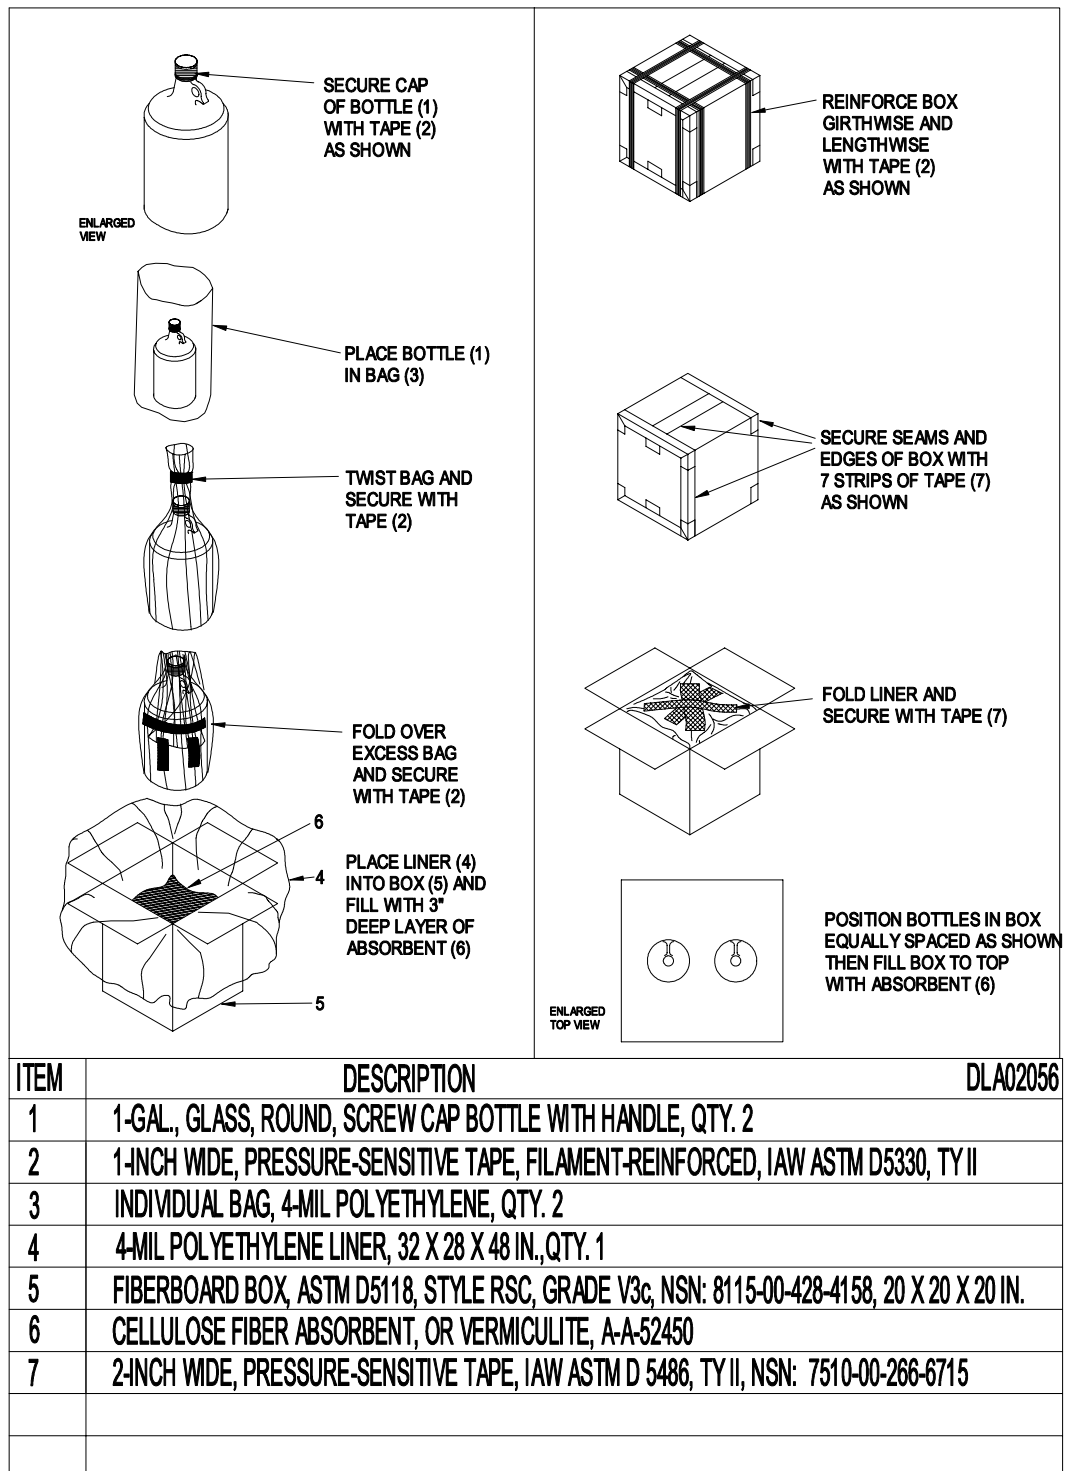 SECURE CAP
OF BOTTLE (1)
WITH TAPE (2)
AS SHOWN
ENLARGED
VIEW
PLACE BOTTLE (1)
IN BAG (3)
TWIST BAG AND
SECURE WITH
TAPE (2)
FOLD OVER
EXCESS BAG
AND SECURE
WITH TAPE (2)
6
4
PLACE LINER (4)
INTO BOX (5) AND
FILL WITH 3"
DEEP LAYER OF
ABSORBENT (6)
5
REINFORCE BOX
GIRTHWISE AND
LENGTHWISE
WITH TAPE (2)
AS SHOWN
SECURE SEAMS AND
EDGES OF BOX WITH
7 STRIPS OF TAPE (7)
AS SHOWN
FOLD LINER AND
SECURE WITH TAPE (7)
POSITION BOTTLES IN BOX
EQUALLY SPACED AS SHOWN
THEN FILL BOX TO TOP
WITH ABSORBENT (6)
ENLARGED
TOP VIEW
ITEM DESCRIPTION DLA02056
1 1-GAL., GLASS, ROUND, SCREW CAP BOTTLE WITH HANDLE, QTY. 2
2 1-INCH WIDE, PRESSURE-SENSITIVE TAPE, FILAMENT-REINFORCED, IAW ASTM D5330, TY II
3 INDIVIDUAL BAG, 4-MIL POLYETHYLENE, QTY. 2
4 4-MIL POLYETHYLENE LINER, 32 X 28 X 48 IN.,QTY. 1
5 FIBERBOARD BOX, ASTM D5118, STYLE RSC, GRADE V3c, NSN: 8115-00-428-4158, 20 X 20 X 20 IN.
6 CELLULOSE FIBER ABSORBENT, OR VERMICULITE, A-A-52450
7 2-INCH WIDE, PRESSURE-SENSITIVE TAPE, IAW ASTM D 5486, TY II, NSN: 7510-00-266-6715